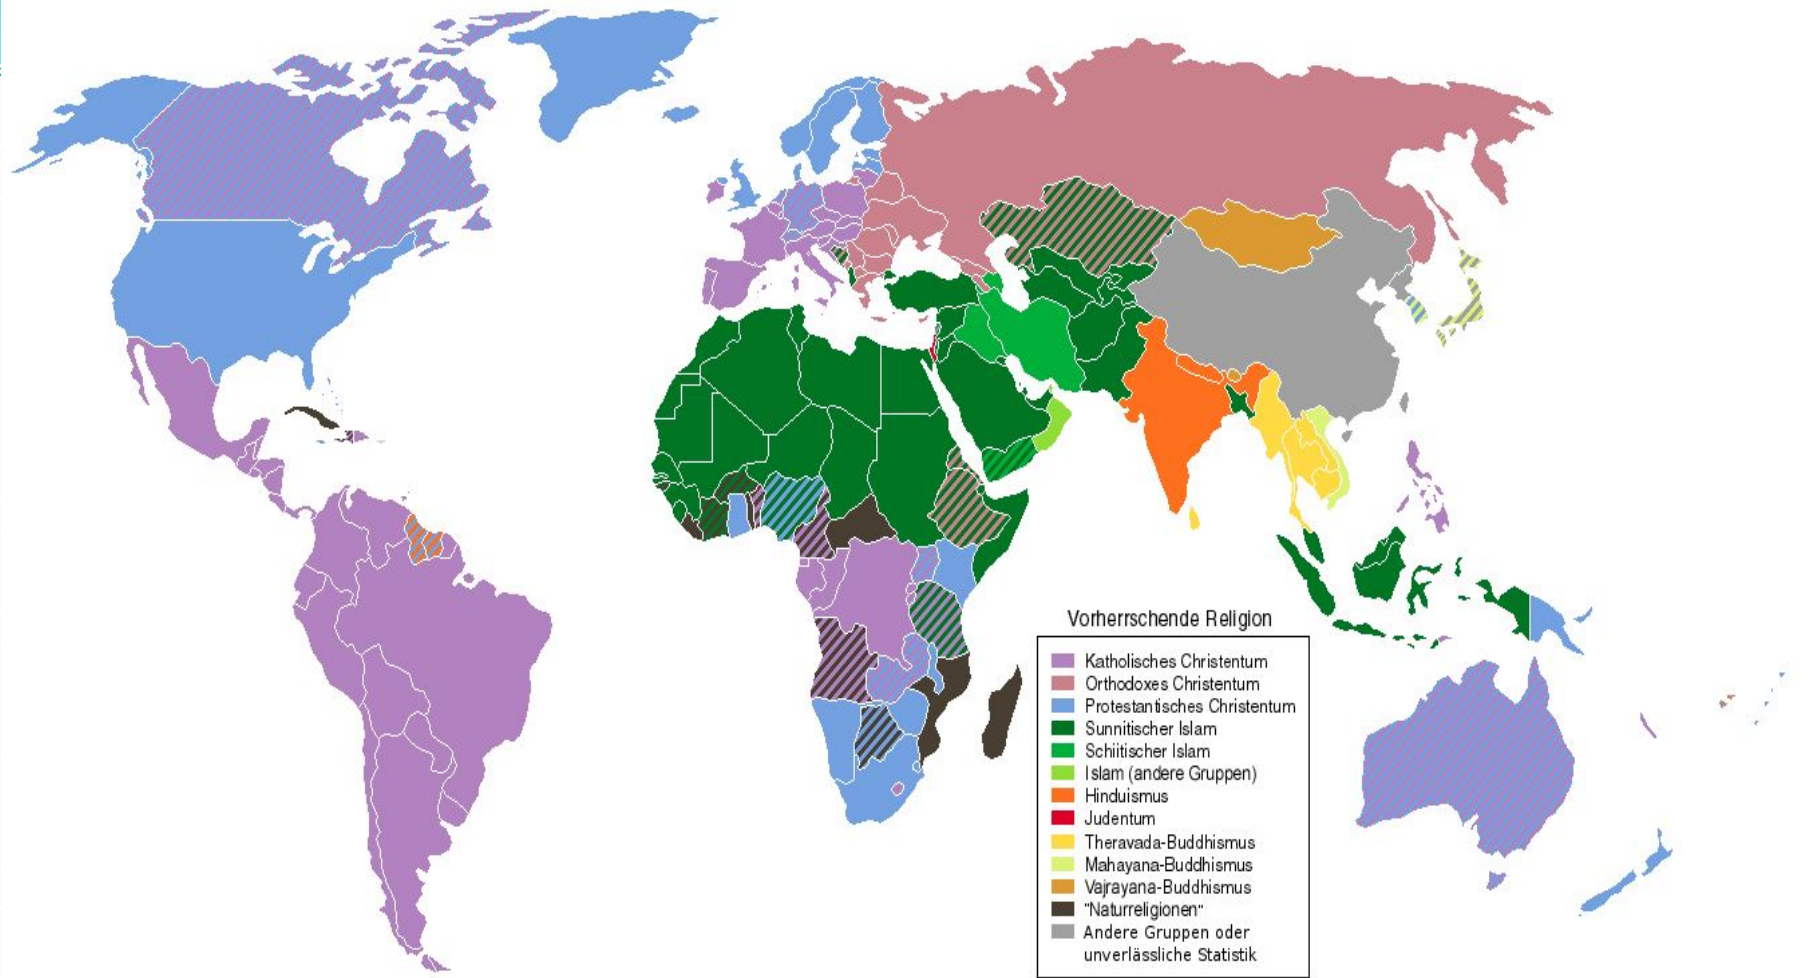 Vorherrschende Religion
Katholisches Christentum
Orthodoxes Christentum
Protestantisches Christentum
Sunnitischer Islam
Schiitischer Islam
Islam (andere Gruppen)
Hinduismus
Judentum
Theravada-Buddhismus
Mahayana-Buddhismus
Vajrayana-Buddhismus
"Naturreligionen"
Andere Gruppen oder
unverlässliche Statistik